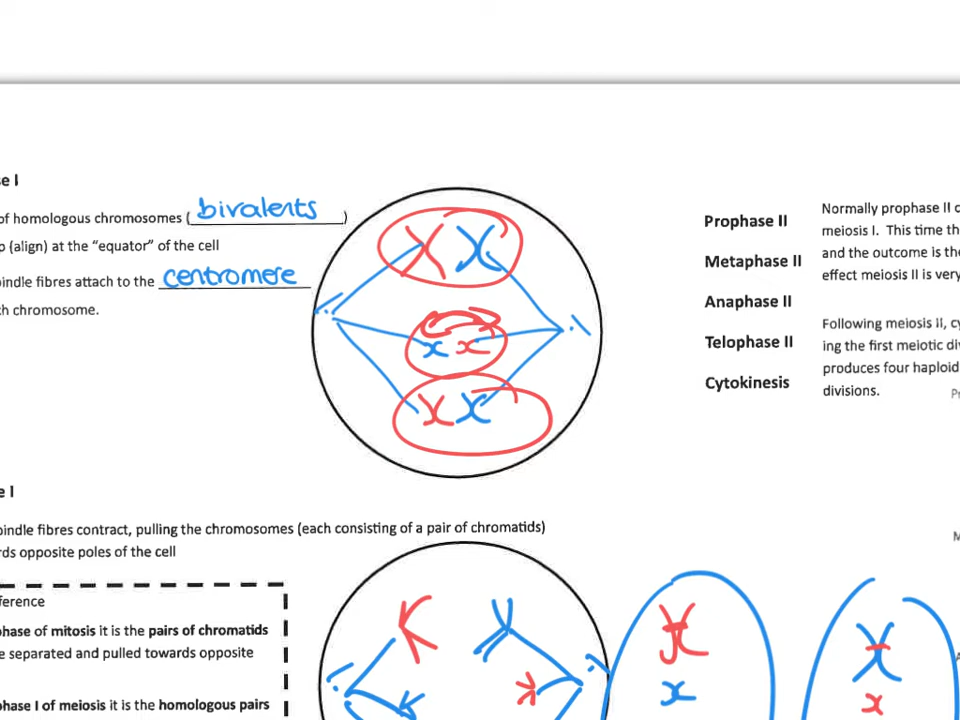 se I
of homologous chromosomes (bivalents)
p (align) at the "equator" of the cell
indle fibres attach to the centromere
ch chromosome.
Prophase II
Metaphase II
Anaphase II
Telophase II
Cytokinesis
Normally prophase II
meiosis I. This time th
and the outcome is the
effect meiosis II is very
Following meiosis II, cy
ing the first meiotic di
produces four haploid
divisions.
e I
indle fibres contract, pulling the chromosomes (each consisting of a pair of chromatids)
rds opposite poles of the cell
ference
phase of mitosis it is the pairs of chromatids
e separated and pulled towards opposite
phase I of meiosis it is the homologous pairs